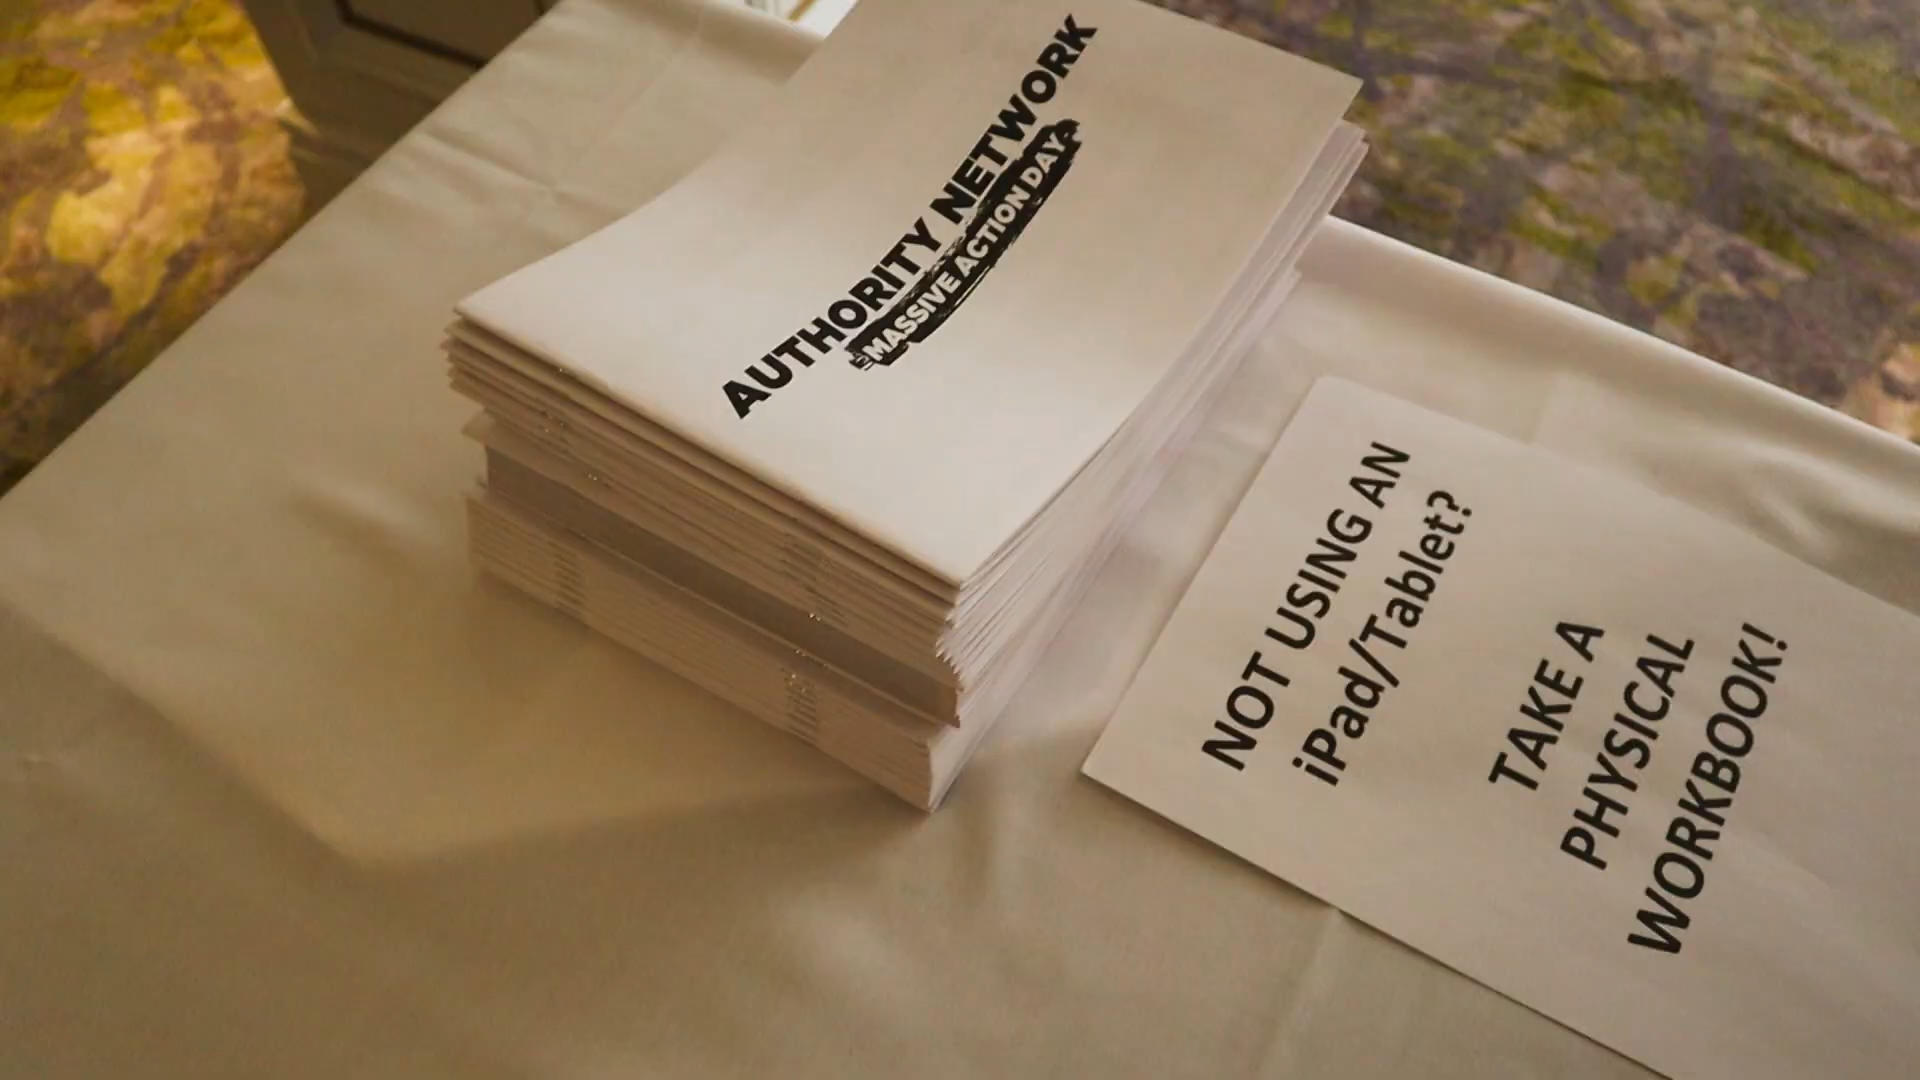 AUTHORITY NETWORK
MASSIVE ACTION DAY
NOT USING AN
iPad/Tablet?
TAKE A
PHYSICAL
WORKBOOK!